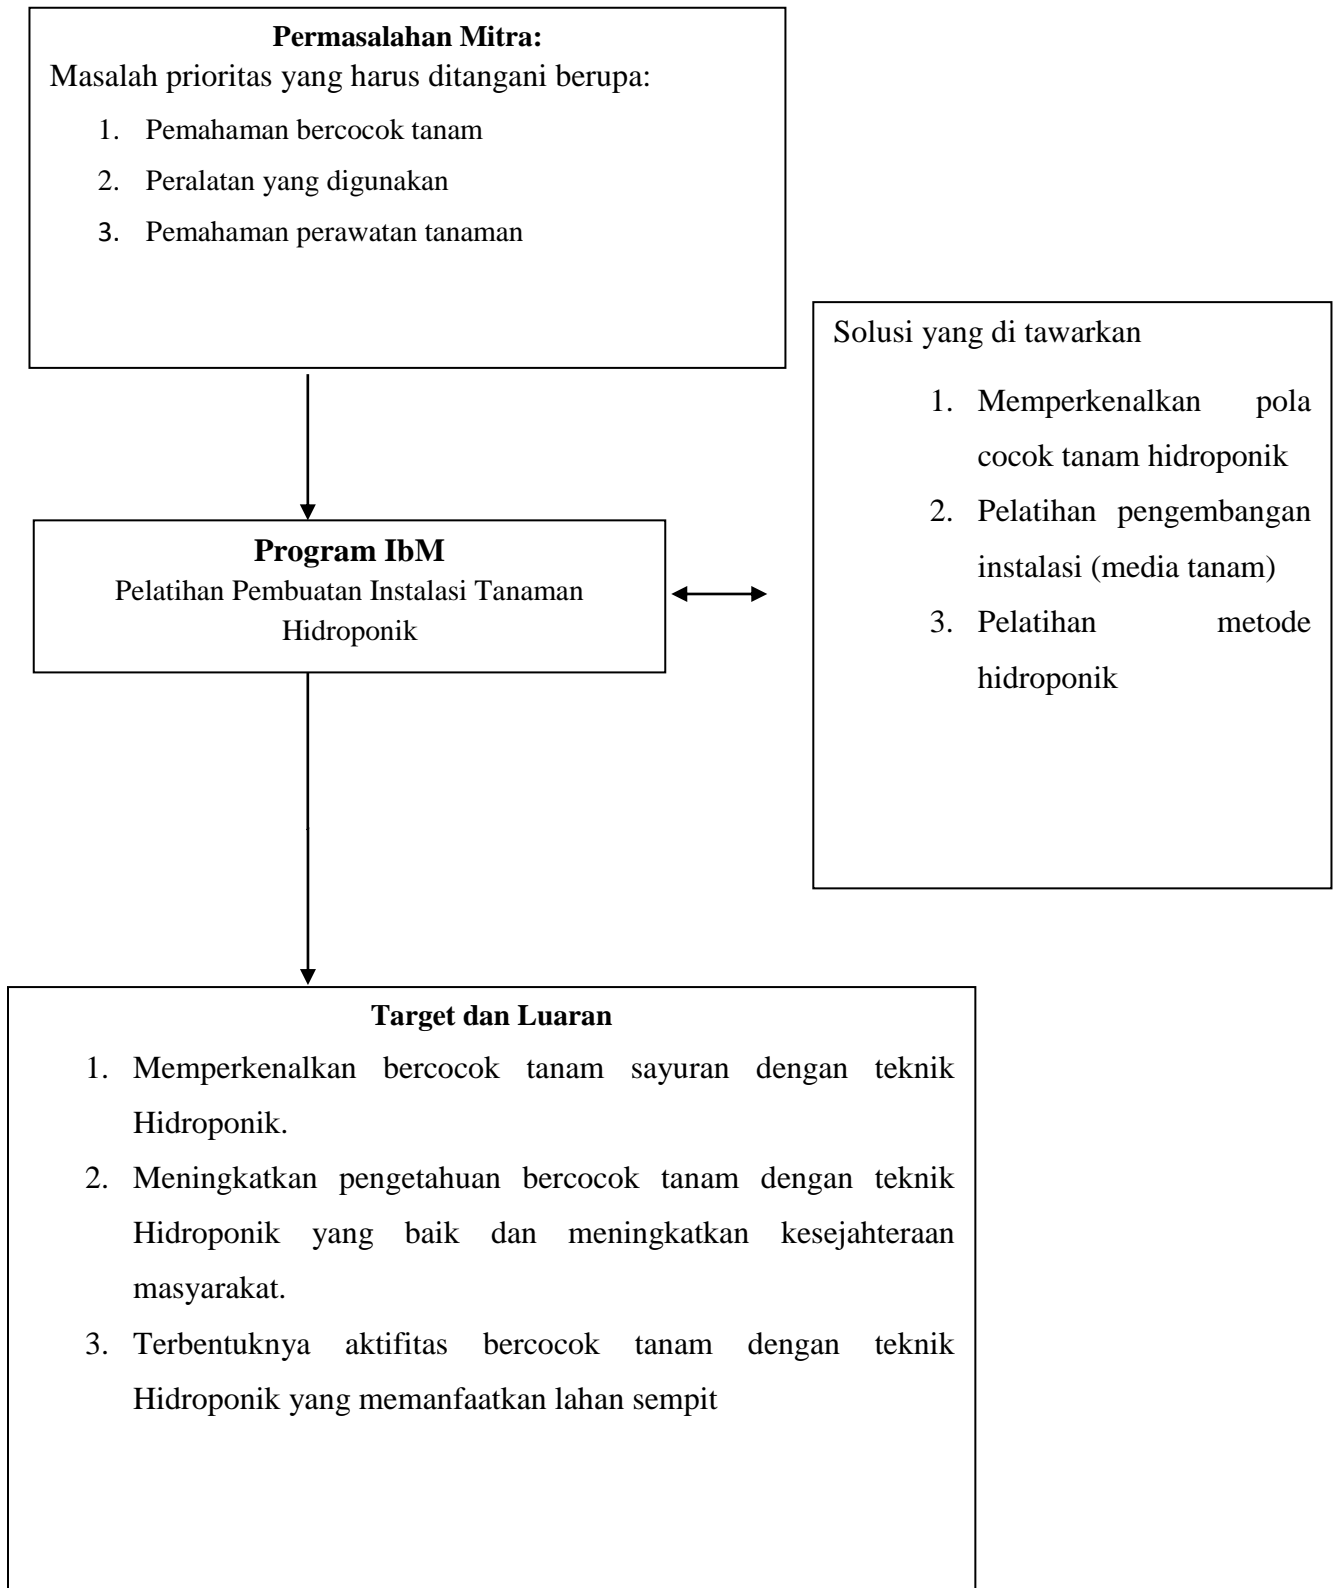 Permasalahan Mitra:
Masalah prioritas yang harus ditangani berupa:
1. Pemahaman bercocok tanam
2. Peralatan yang digunakan
3. Pemahaman perawatan tanaman
Solusi yang di tawarkan
1. Memperkenalkan pola
cocok tanam hidroponik
2. Pelatihan pengembangan
instalasi (media tanam)
3. Pelatihan metode
hidroponik
Program IbM
Pelatihan Pembuatan Instalasi Tanaman
Hidroponik
Target dan Luaran
1. Memperkenalkan bercocok tanam sayuran dengan teknik
Hidroponik.
2. Meningkatkan pengetahuan bercocok tanam dengan teknik
Hidroponik yang baik dan meningkatkan kesejahteraan
masyarakat.
3. Terbentuknya aktifitas bercocok tanam dengan teknik
Hidroponik yang memanfaatkan lahan sempit